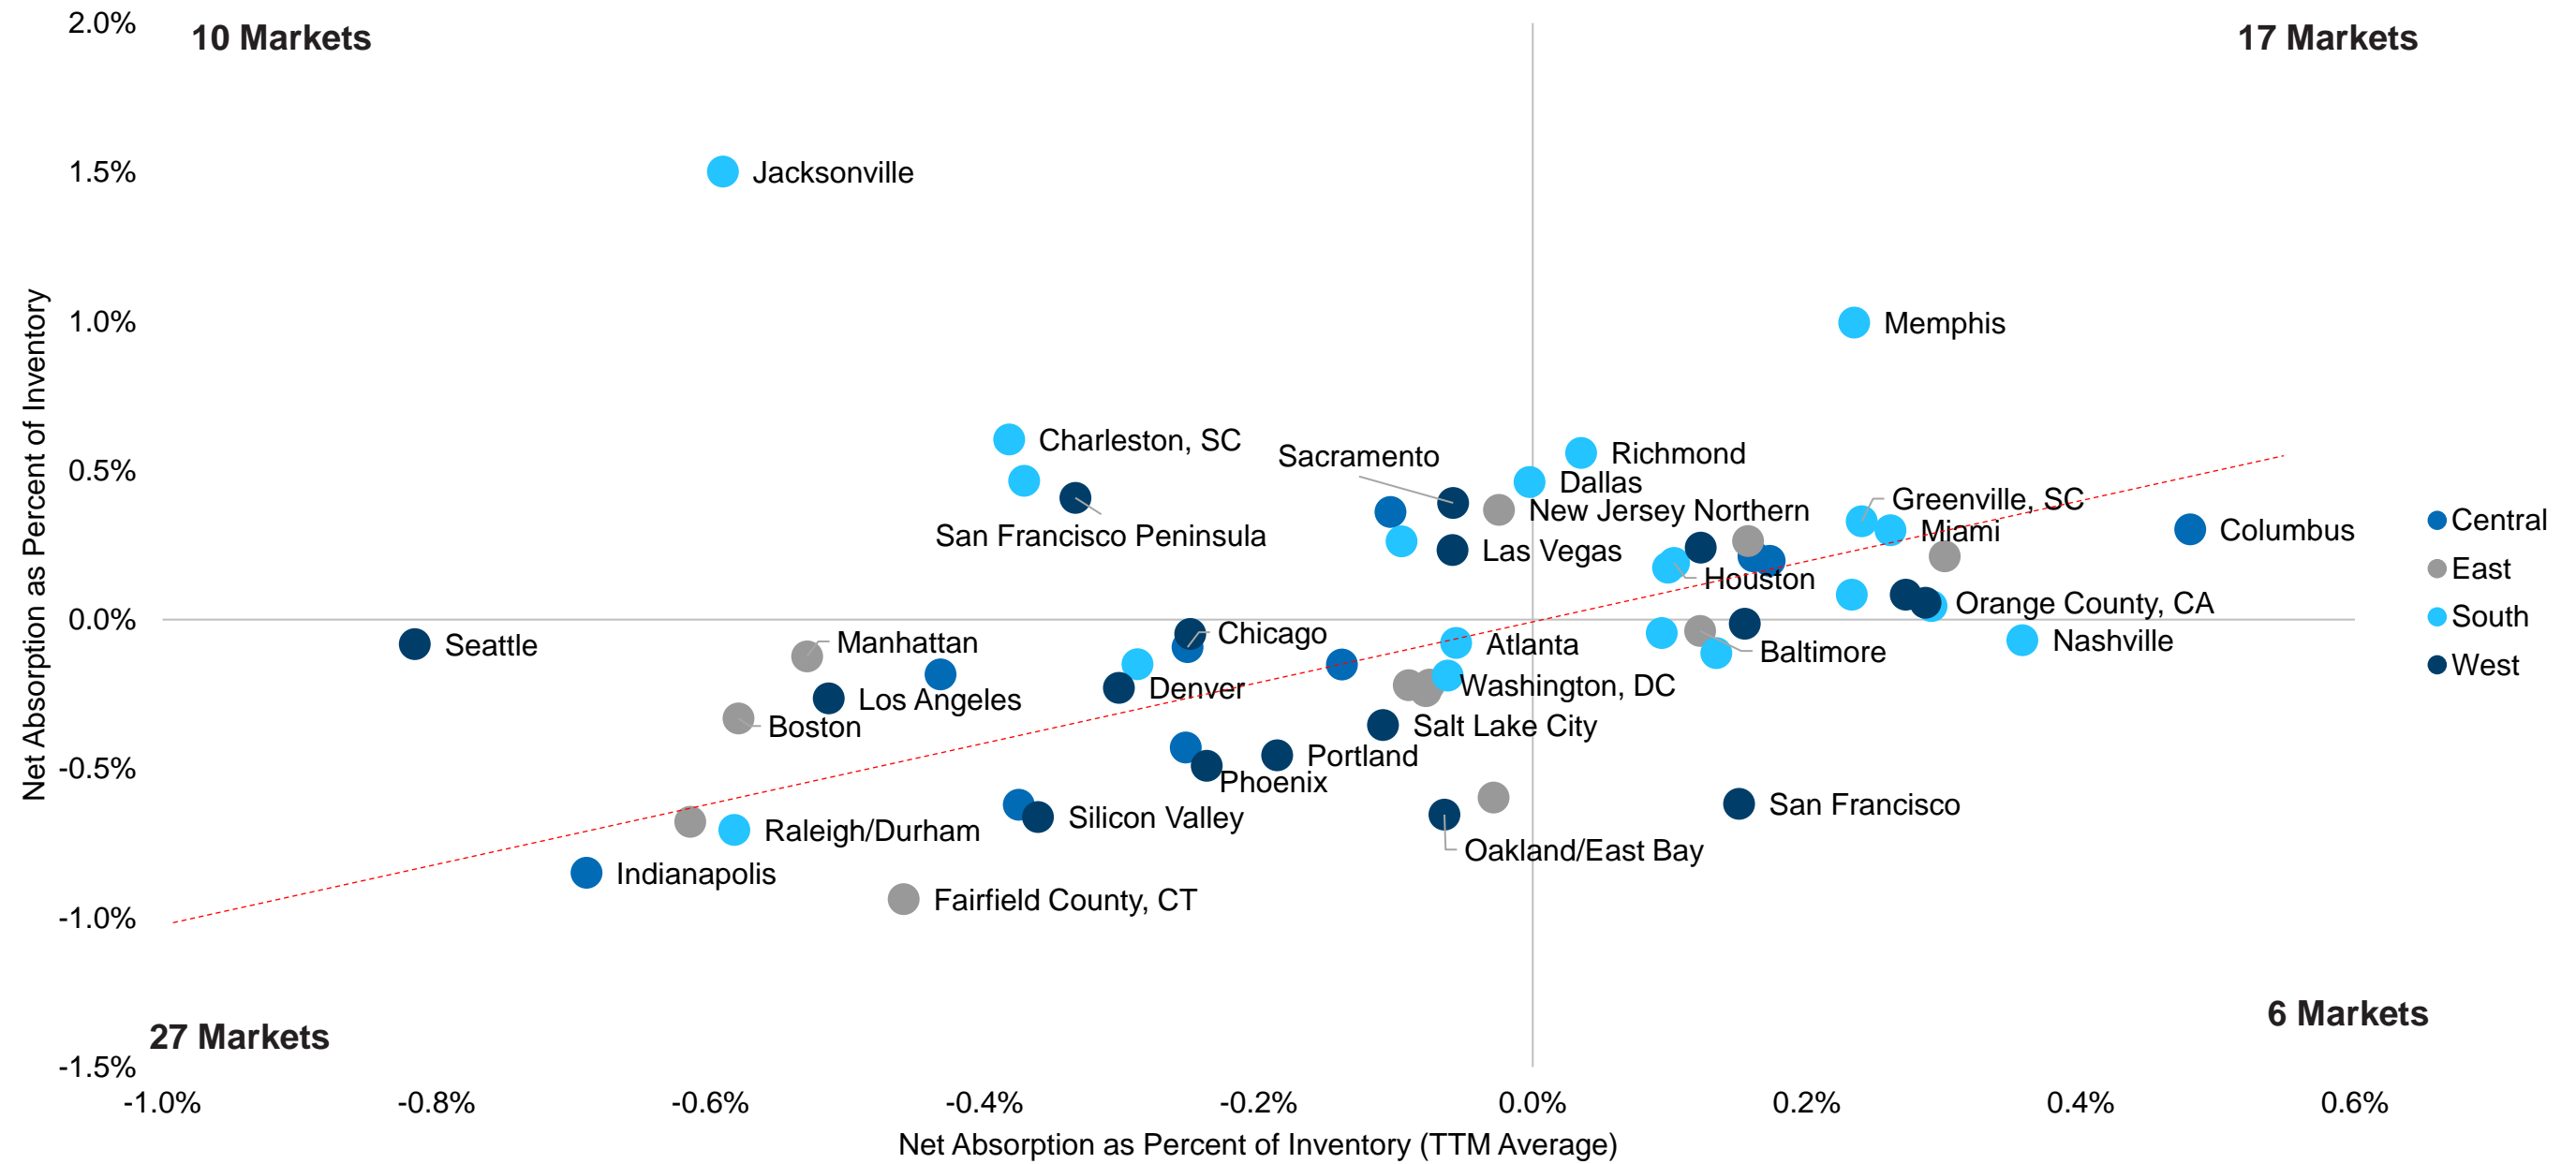 2.0%
10 Markets
17 Markets
1.5%
Jacksonville
1.0%
Memphis
Net Absorption as Percent of Inventory
Charleston, SC
Sacramento
Richmond
0.5%
Dallas
Greenville, SC
New Jersey Northern
San Francisco Peninsula
Miami
Columbus
Central
Las Vegas
East
Houston
Orange County, CA
0.0%
South
Chicago
Seattle
Manhattan
Atlanta
Nashville
Baltimore
West
Denver
Washington, DC
Los Angeles
Boston
Salt Lake City
Portland
-0.5%
Phoenix
San Francisco
Silicon Valley
Raleigh/Durham
Oakland/East Bay
Indianapolis
Fairfield County, CT
-1.0%
6 Markets
27 Markets
-1.5%
-1.0%
-0.8%
-0.6%
-0.4%
-0.2%
0.0%
0.2%
0.4%
0.6%
Net Absorption as Percent of Inventory (TTM Average)